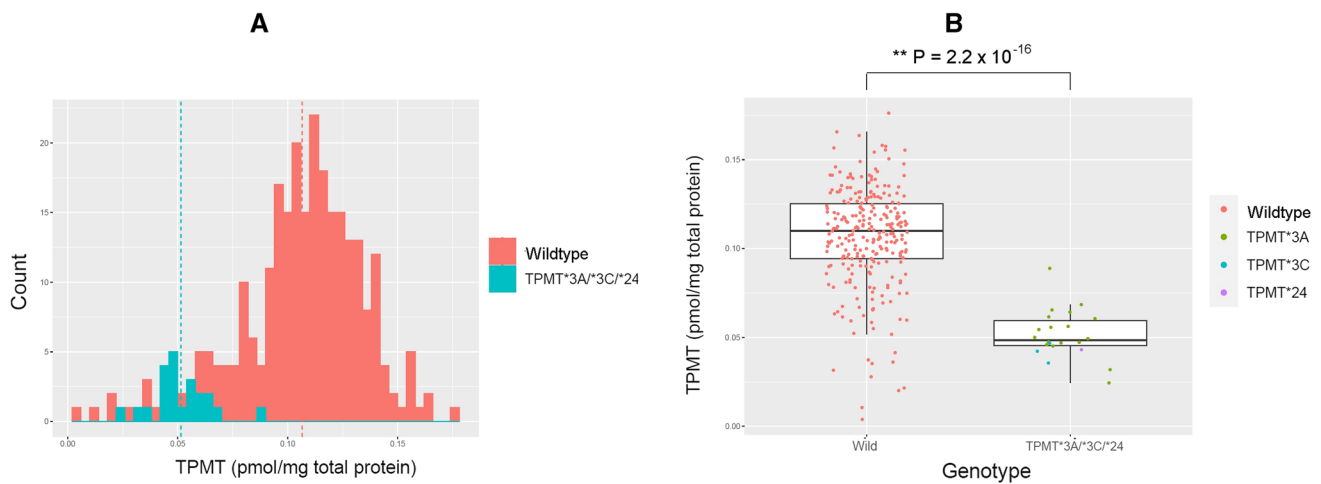 A
20
15
10
5
0
0.00
0.05
0.10
0.15
Count
TPMT (pmol/mg total protein)
Wildtype
TPMT*3A/*3C/*24
B
** P = 2.2 x 10-16
0.15
0.10
0.05
0.00
TPMT (pmol/mg total protein)
Wild
TPMT*3A/*3C/*24
Genotype
Wildtype
TPMT*3A
TPMT*3C
TPMT*24